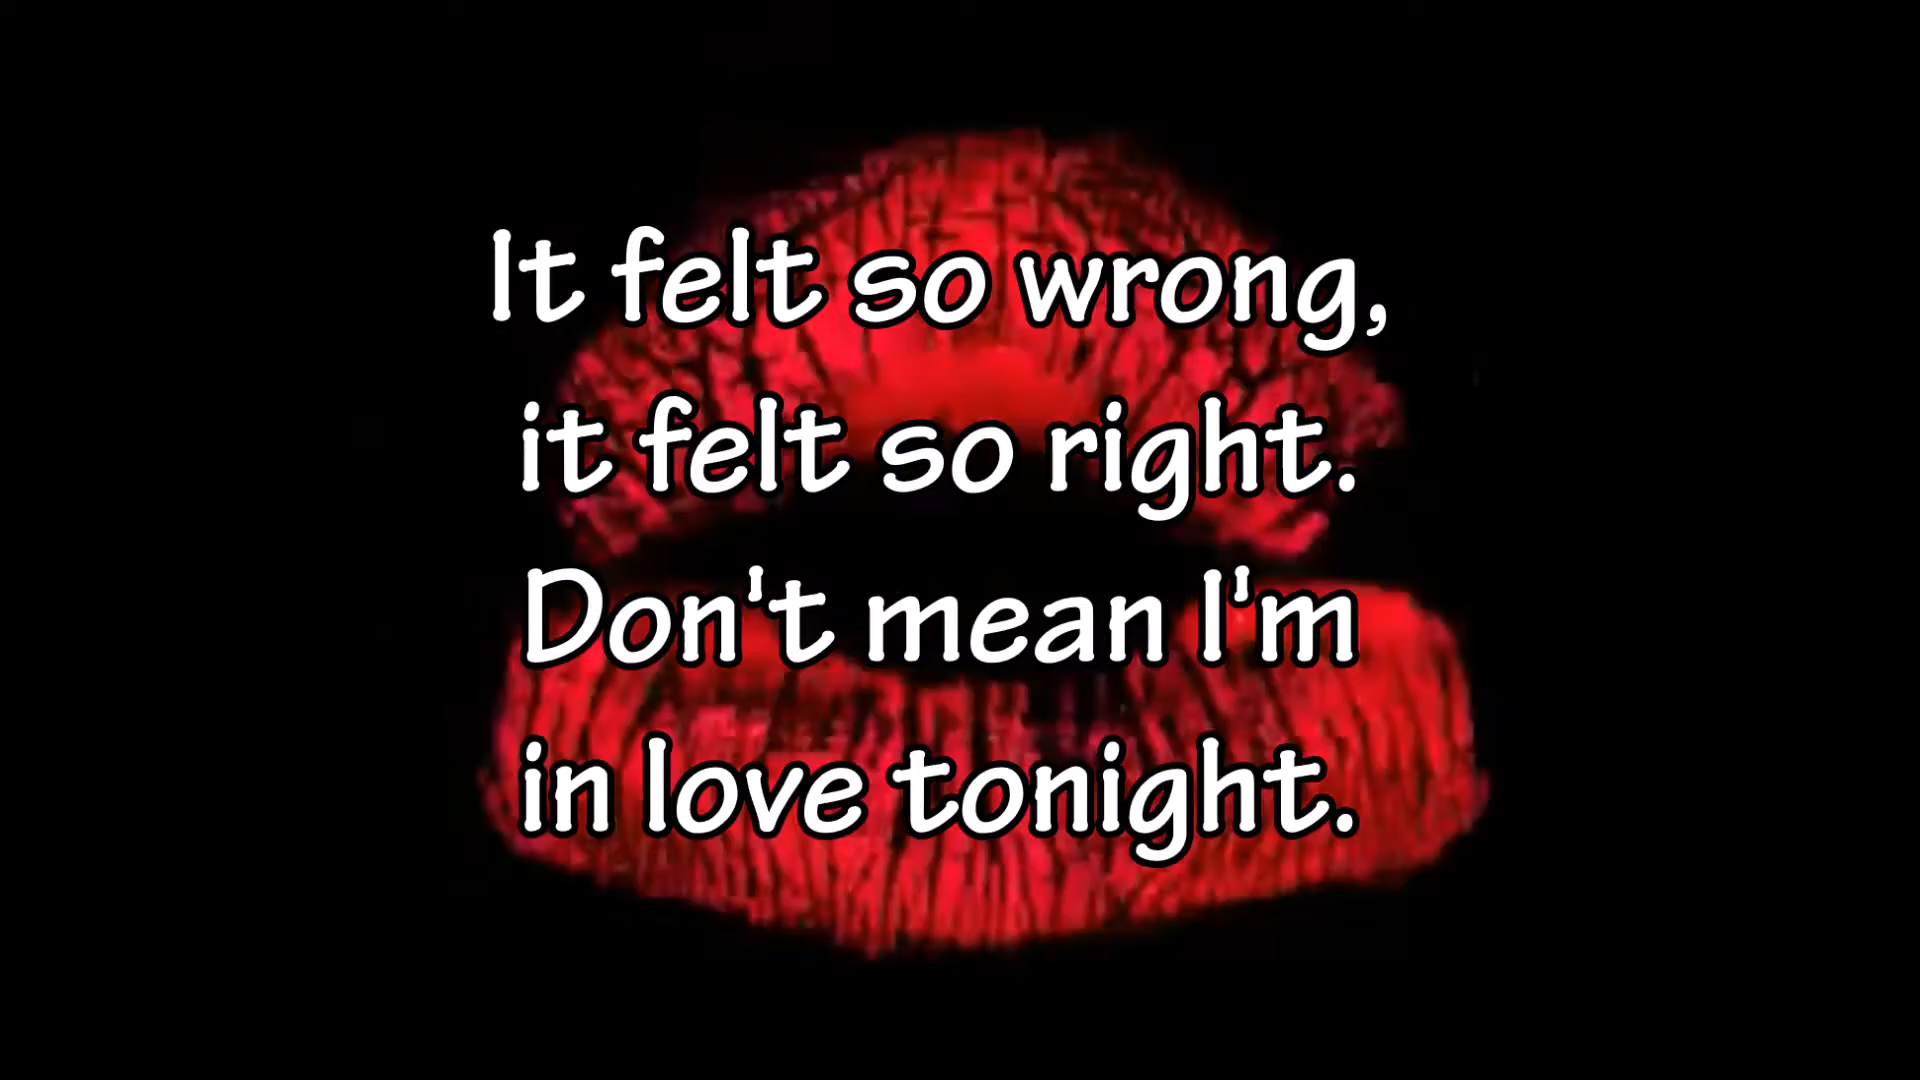 It felt so wrong,
it felt so right.
Don't mean I'm
in love tonight.